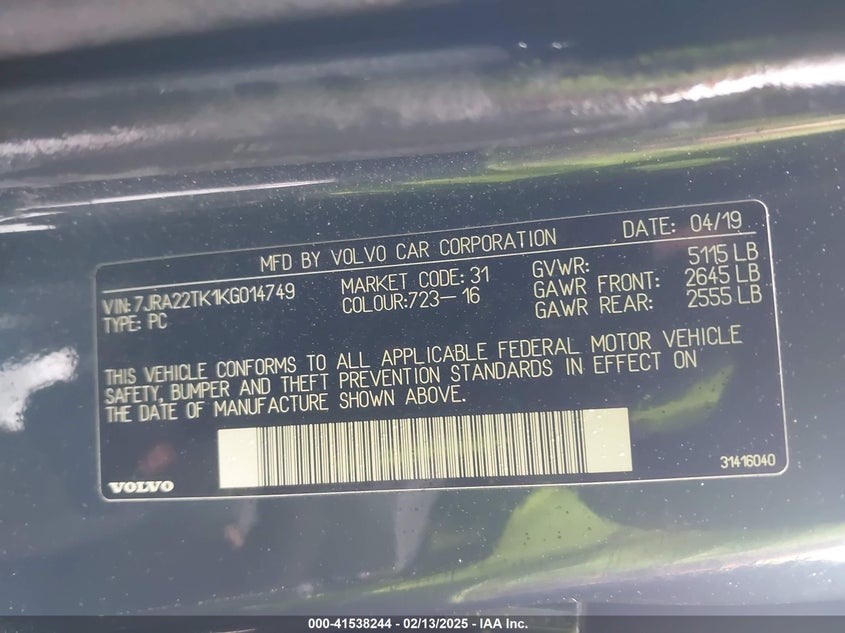 MFD BY VOLVO CAR CORPORATION DATE: 04/19
VIN: 7JRA22TK1KG014749 MARKET CODE: 31 GVWR: 5115 LB
TYPE: PC COLOUR: 723-16 GAWR FRONT: 2645 LB
GAWR REAR: 2555 LB
THIS VEHICLE CONFORMS TO ALL APPLICABLE FEDERAL MOTOR VEHICLE
SAFETY, BUMPER AND THEFT PREVENTION STANDARDS IN EFFECT ON
THE DATE OF MANUFACTURE SHOWN ABOVE.
VOLVO 31416040
000-41538244 - 02/13/2025 - IAA Inc.